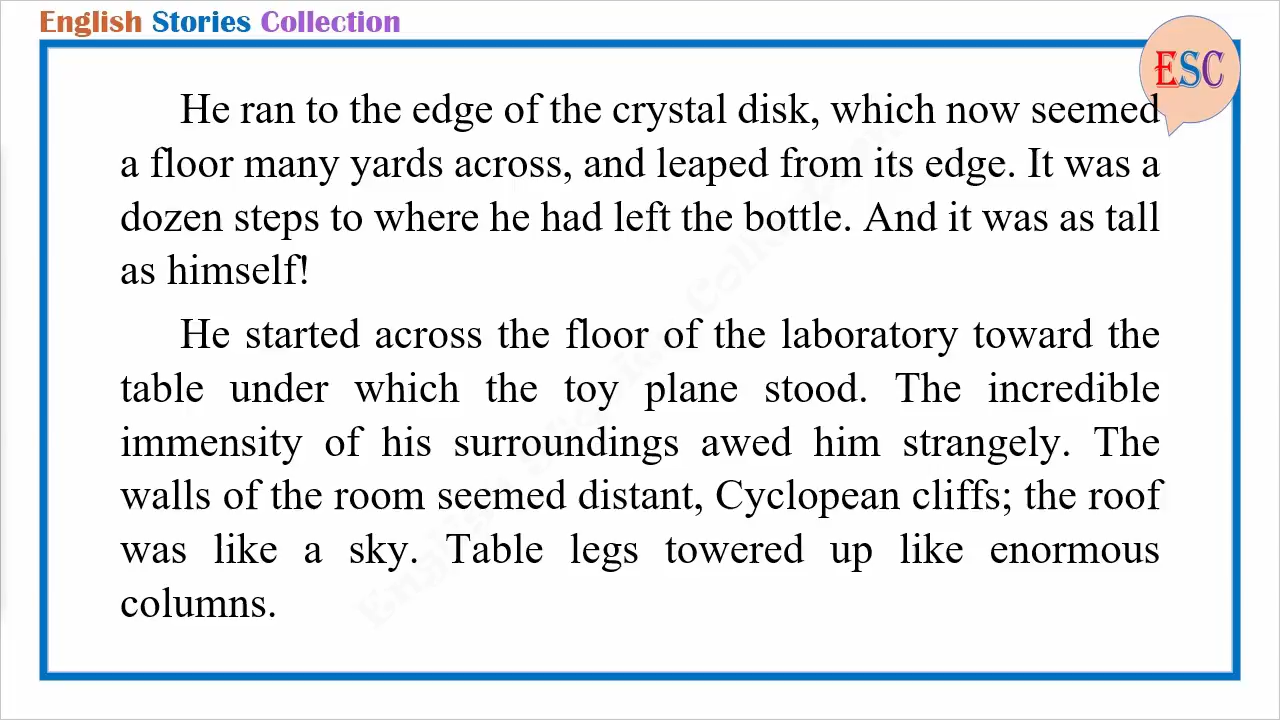 English Stories Collection
ESC
He ran to the edge of the crystal disk, which now seemed
a floor many yards across, and leaped from its edge. It was a
dozen steps to where he had left the bottle. And it was as tall
as himself!
He started across the floor of the laboratory toward the
table under which the toy plane stood. The incredible
immensity of his surroundings awed him strangely. The
walls of the room seemed distant, Cyclopean cliffs; the roof
was like a sky. Table legs towered up like enormous
columns.